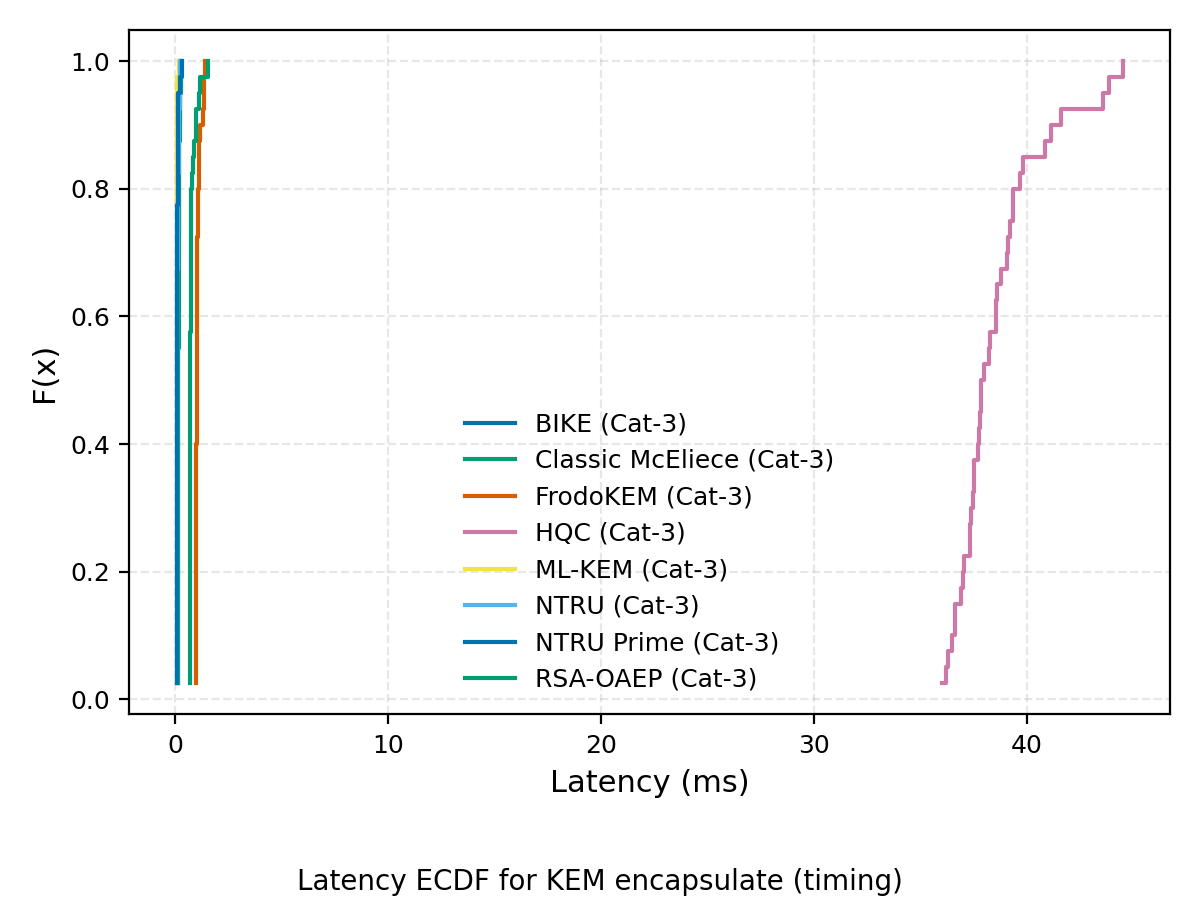 1.0
0.8
0.6
0.4
0.2
0.0
F(x)
BIKE (Cat-3)
Classic McEliece (Cat-3)
FrodoKEM (Cat-3)
HQC (Cat-3)
ML-KEM (Cat-3)
NTRU (Cat-3)
NTRU Prime (Cat-3)
RSA-OAEP (Cat-3)
0 10 20 30 40
Latency (ms)
Latency ECDF for KEM encapsulate (timing)